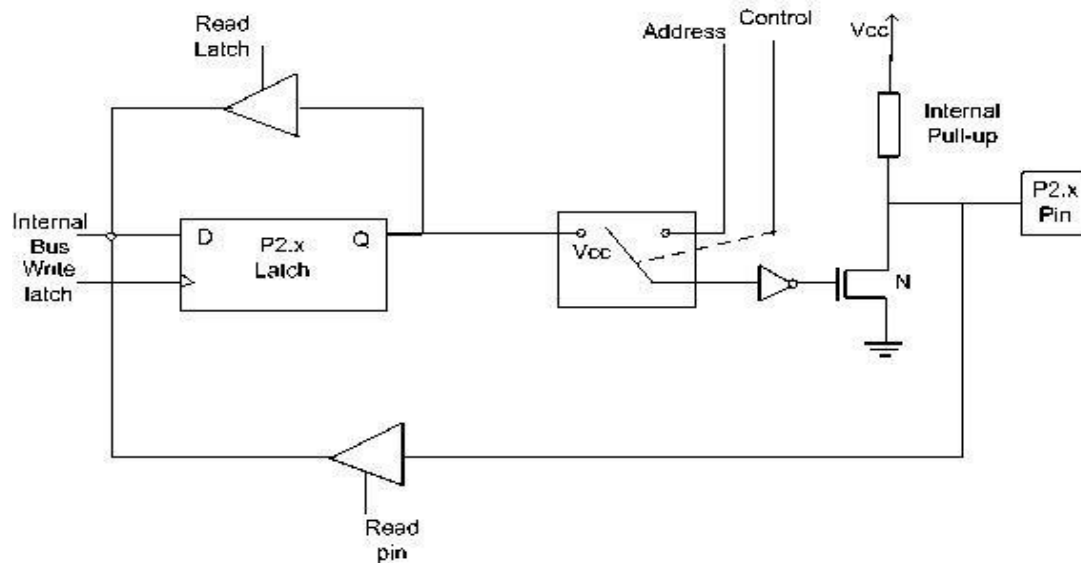 Read
Latch
Address
Control
Vcc
Internal
Pull-up
P2.x
Pin
Internal
Bus
Write
latch
D
P2.x
Latch
Q
Vcc
N
Read
pin